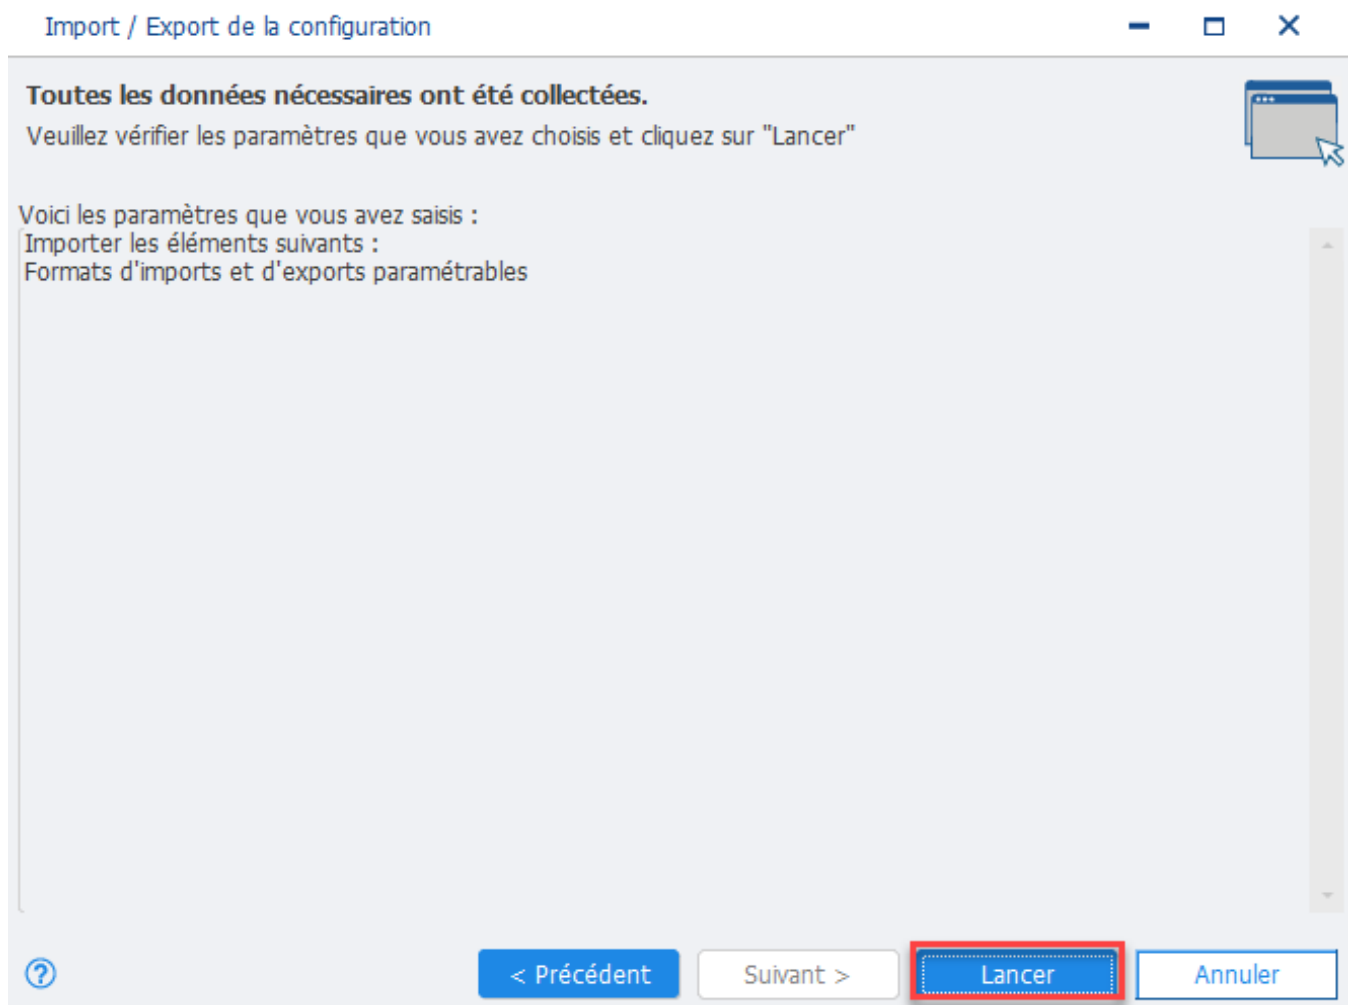 Import / Export de la configuration
Toutes les données nécessaires ont été collectées.
Veuillez vérifier les paramètres que vous avez choisis et cliquez sur "Lancer"
Voici les paramètres que vous avez saisis :
Importer les éléments suivants :
Formats d'imports et d'exports paramétrables
? < Précédent Suivant > Lancer Annuler